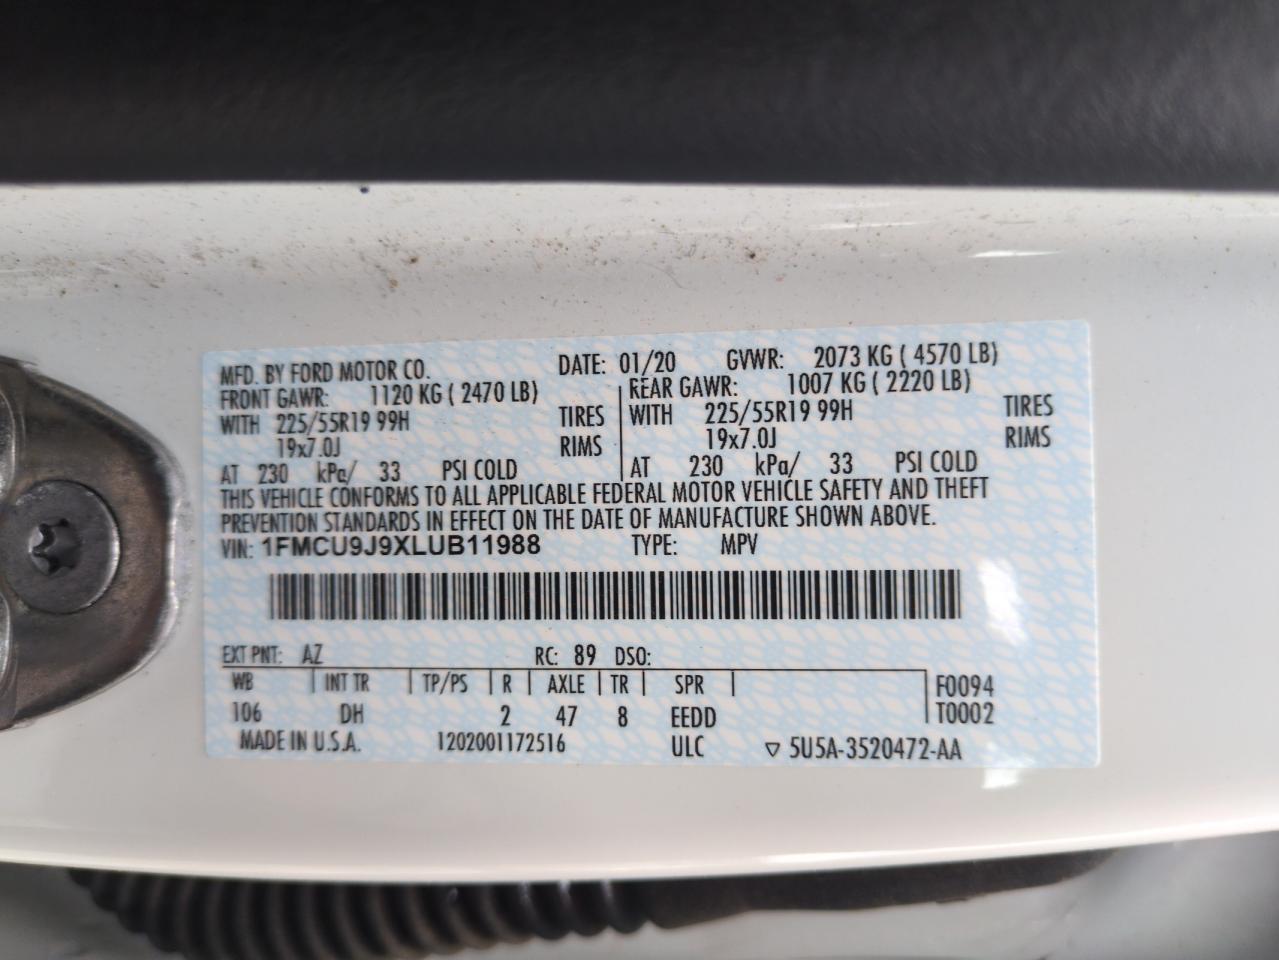 MFD. BY FORD MOTOR CO. DATE: 01/20 GVWR: 2073 KG ( 4570 LB)
FRONT GAWR: 1120 KG ( 2470 LB) REAR GAWR: 1007 KG ( 2220 LB)
WITH 225/55R19 99H TIRES WITH 225/55R19 99H TIRES
19x7.0J RIMS 19x7.0J RIMS
AT 230 kPa/ 33 PSI COLD AT 230 kPa/ 33 PSI COLD
THIS VEHICLE CONFORMS TO ALL APPLICABLE FEDERAL MOTOR VEHICLE SAFETY AND THEFT
PREVENTION STANDARDS IN EFFECT ON THE DATE OF MANUFACTURE SHOWN ABOVE.
VIN: 1FMCU9J9XLUB11988 TYPE: MPV
EXT PNT: AZ RC: 89 DSO:
WB INT TR TP/PS R AXLE TR SPR F0094
106 DH 2 47 8 EEDD T0002
MADE IN U.S.A. 1202001172516 ULC ▽ 5U5A-3520472-AA